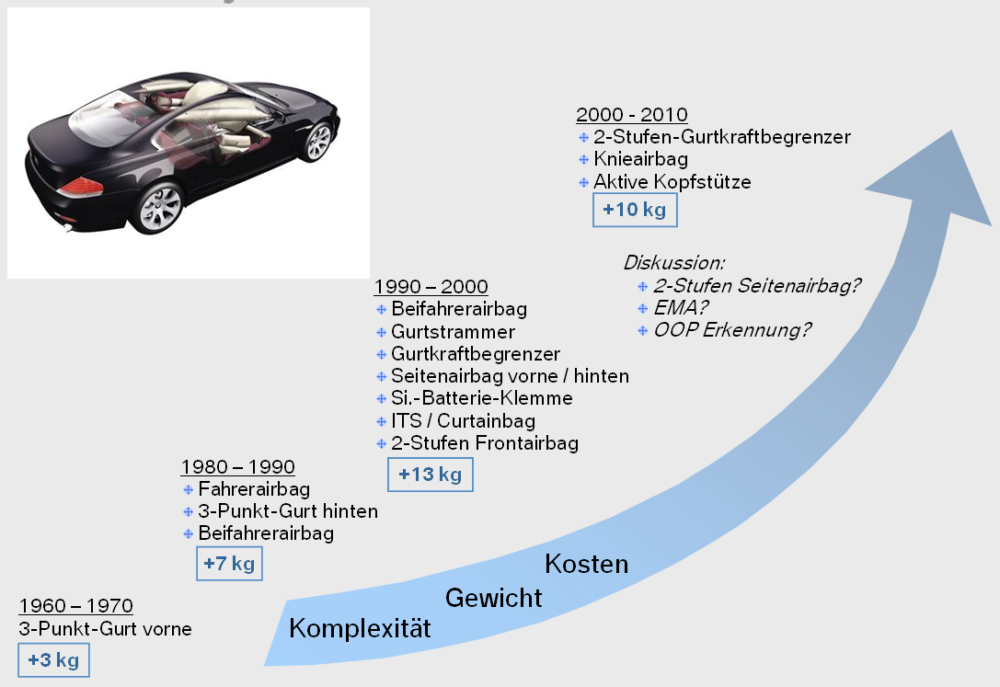 2000 - 2010
2-Stufen-Gurtkraftbegrenzer
Knieairbag
Aktive Kopfstütze
+10 kg
Diskussion:
2-Stufen Seitenairbag?
EMA?
OOP Erkennung?
1990 – 2000
Beifahrerairbag
Gurtstrammer
Gurtkraftbegrenzer
Seitenairbag vorne / hinten
Si.-Batterie-Klemme
ITS / Curtainbag
2-Stufen Frontairbag
+13 kg
1980 – 1990
Fahrerairbag
3-Punkt-Gurt hinten
Beifahrerairbag
+7 kg
1960 – 1970
3-Punkt-Gurt vorne
+3 kg
Kosten
Gewicht
Komplexität